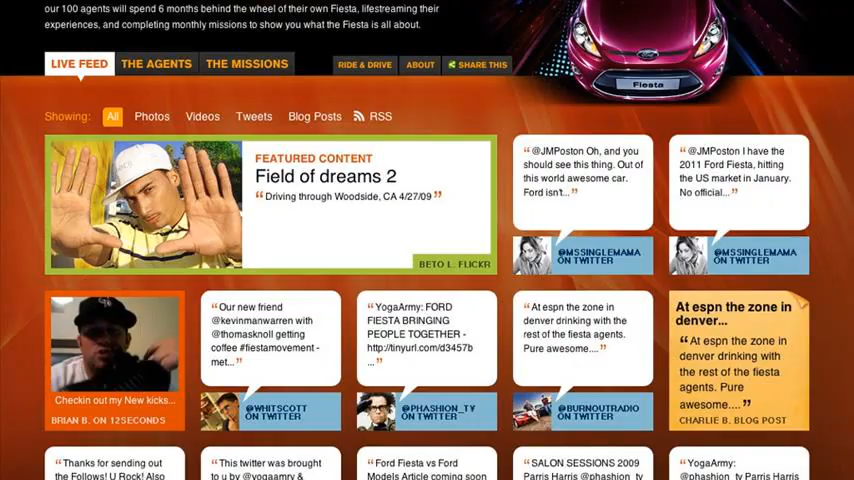 our 100 agents will spend 6 months behind the wheel of their own Fiesta, lifestreaming their
experiences, and completing monthly missions to show you what the Fiesta is all about.
LIVE FEED THE AGENTS THE MISSIONS RIDE & DRIVE ABOUT SHARE THIS
Ford
Fiesta
Showing: All Photos Videos Tweets Blog Posts RSS
FEATURED CONTENT
Field of dreams 2
“ Driving through Woodside, CA 4/27/09 ”
BETO L. FLICKR
“ @JMPoston Oh, and you
should see this thing. Out of
this world awesome car.
Ford isn't... ”
@MSSINGLEMAMA
ON TWITTER
“ @JMPoston I have the
2011 Ford Fiesta, hitting
the US market in January.
No official... ”
@MSSINGLEMAMA
ON TWITTER
Checkin out my New kicks...
BRIAN B. ON 12SECONDS
“ Our new friend
@kevinmanwarren with
@thomasknoll getting
coffee #fiestamovement -
met... ”
@WHITSCOTT
ON TWITTER
“ YogaArmy: FORD
FIESTA BRINGING
PEOPLE TOGETHER -
http://tinyurl.com/d3457b
... ”
@PHASHION_TV
ON TWITTER
“ At espn the zone in
denver drinking with the
rest of the fiesta agents.
Pure awesome.... ”
@BURNOUTRADIO
ON TWITTER
At espn the zone in
denver...
“ At espn the zone in
denver drinking with
the rest of the fiesta
agents. Pure
awesome.... ”
CHARLIE B. BLOG POST
“ Thanks for sending out
the Follows! U Rock! Also
“ This twitter was brought
to u by @yogaamry &
“ Ford Fiesta vs Ford
Models Article coming soon
“ SALON SESSIONS 2009
Parris Harris @phashion_tv
“ YogaArmy:
@phashion_tv Parris Harris